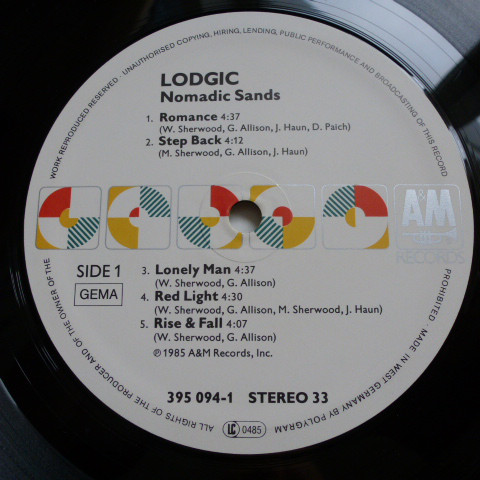 LODGIC
Nomadic Sands
1. Romance 4:37
(W. Sherwood, G. Allison, J. Haun, D. Paich)
2. Step Back 4:12
(M. Sherwood, G. Allison, J. Haun)
A&M
RECORDS
SIDE 1
GEMA
3. Lonely Man 4:37
(W. Sherwood, G. Allison)
4. Red Light 4:30
(W. Sherwood, G. Allison, M. Sherwood, J. Haun)
5. Rise & Fall 4:07
(W. Sherwood, G. Allison)
℗1985 A&M Records, Inc.
395 094-1 STEREO 33
LC 0485
ALL RIGHTS OF THE PRODUCER AND OF THE OWNER OF THE WORK REPRODUCED RESERVED · UNAUTHORISED COPYING, HIRING, LENDING, PUBLIC PERFORMANCE AND BROADCASTING OF THIS RECORD PROHIBITED · MADE IN WEST GERMANY BY POLYGRAM